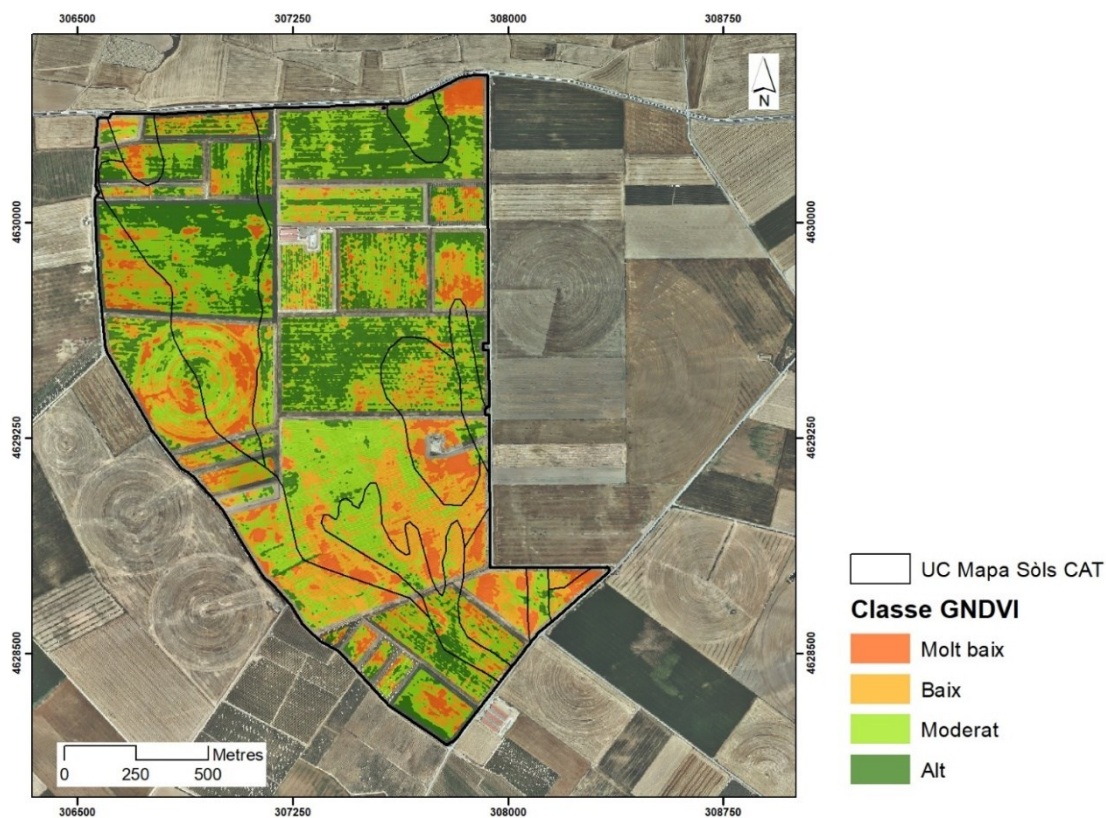 306500 307250 308000 308750
4630000 4630000
4629250 4629250
4628500 4628500
N
Metres
0 250 500
306500 307250 308000 308750
UC Mapa Sòls CAT
Classe GNDVI
Molt baix
Baix
Moderat
Alt